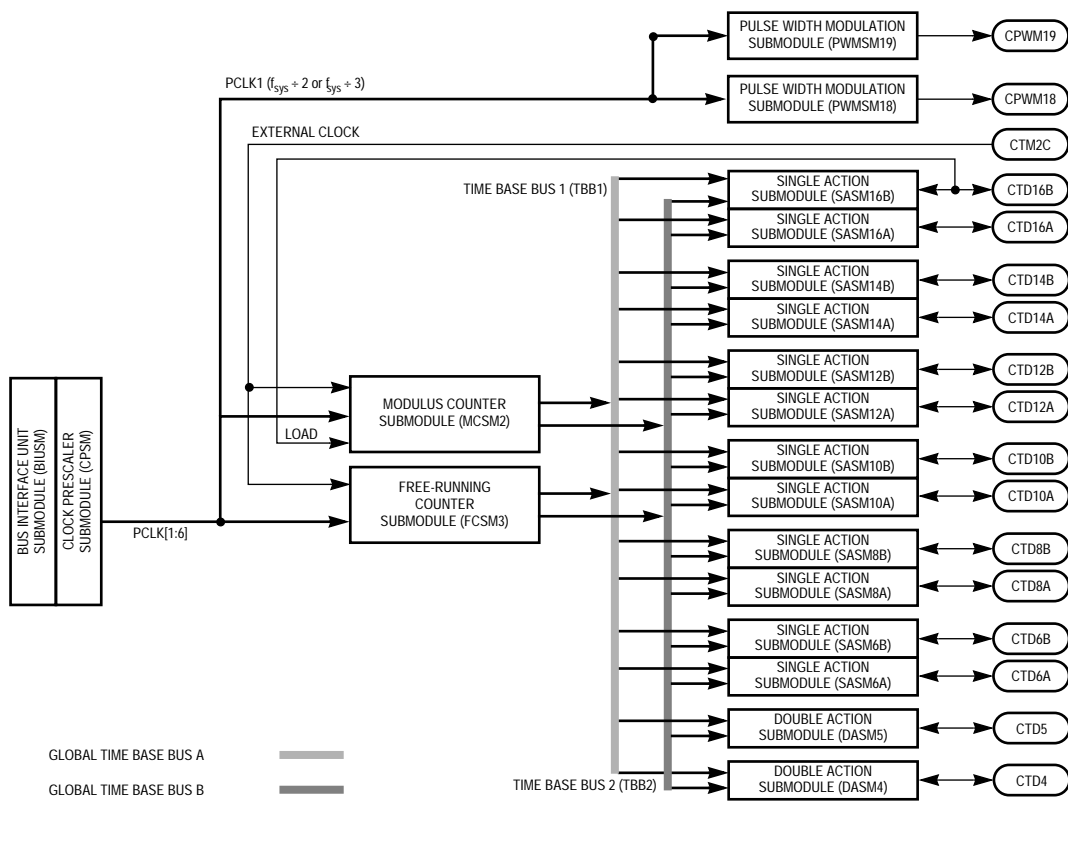 PULSE WIDTH MODULATION
SUBMODULE (PWMSM19)
CPWM19
PCLK1 (fsys ÷ 2 or fsys ÷ 3)
PULSE WIDTH MODULATION
SUBMODULE (PWMSM18)
CPWM18
EXTERNAL CLOCK
CTM2C
TIME BASE BUS 1 (TBB1)
SINGLE ACTION
SUBMODULE (SASM16B)
CTD16B
SINGLE ACTION
SUBMODULE (SASM16A)
CTD16A
SINGLE ACTION
SUBMODULE (SASM14B)
CTD14B
SINGLE ACTION
SUBMODULE (SASM14A)
CTD14A
SINGLE ACTION
SUBMODULE (SASM12B)
CTD12B
SINGLE ACTION
SUBMODULE (SASM12A)
CTD12A
MODULUS COUNTER
SUBMODULE (MCSM2)
LOAD
SINGLE ACTION
SUBMODULE (SASM10B)
CTD10B
SINGLE ACTION
SUBMODULE (SASM10A)
CTD10A
FREE-RUNNING
COUNTER
SUBMODULE (FCSM3)
BUS INTERFACE UNIT
SUBMODULE (BIUSM)
CLOCK PRESCALER
SUBMODULE (CPSM)
PCLK[1:6]
SINGLE ACTION
SUBMODULE (SASM8B)
CTD8B
SINGLE ACTION
SUBMODULE (SASM8A)
CTD8A
SINGLE ACTION
SUBMODULE (SASM6B)
CTD6B
SINGLE ACTION
SUBMODULE (SASM6A)
CTD6A
DOUBLE ACTION
SUBMODULE (DASM5)
CTD5
GLOBAL TIME BASE BUS A
GLOBAL TIME BASE BUS B
TIME BASE BUS 2 (TBB2)
DOUBLE ACTION
SUBMODULE (DASM4)
CTD4